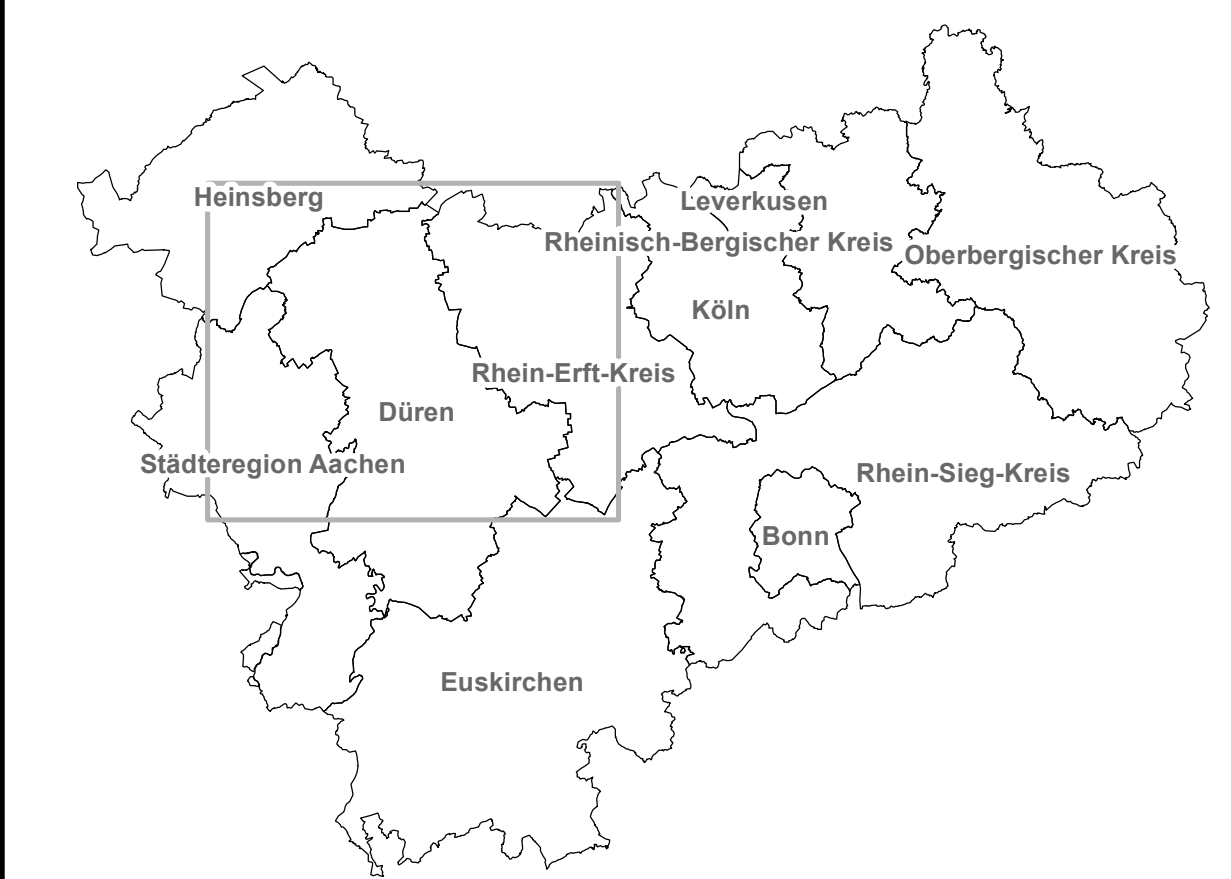 Heinsberg
Leverkusen
Rheinisch-Bergischer Kreis
Oberbergischer Kreis
Köln
Rhein-Erft-Kreis
Düren
Städteregion Aachen
Rhein-Sieg-Kreis
Bonn
Euskirchen